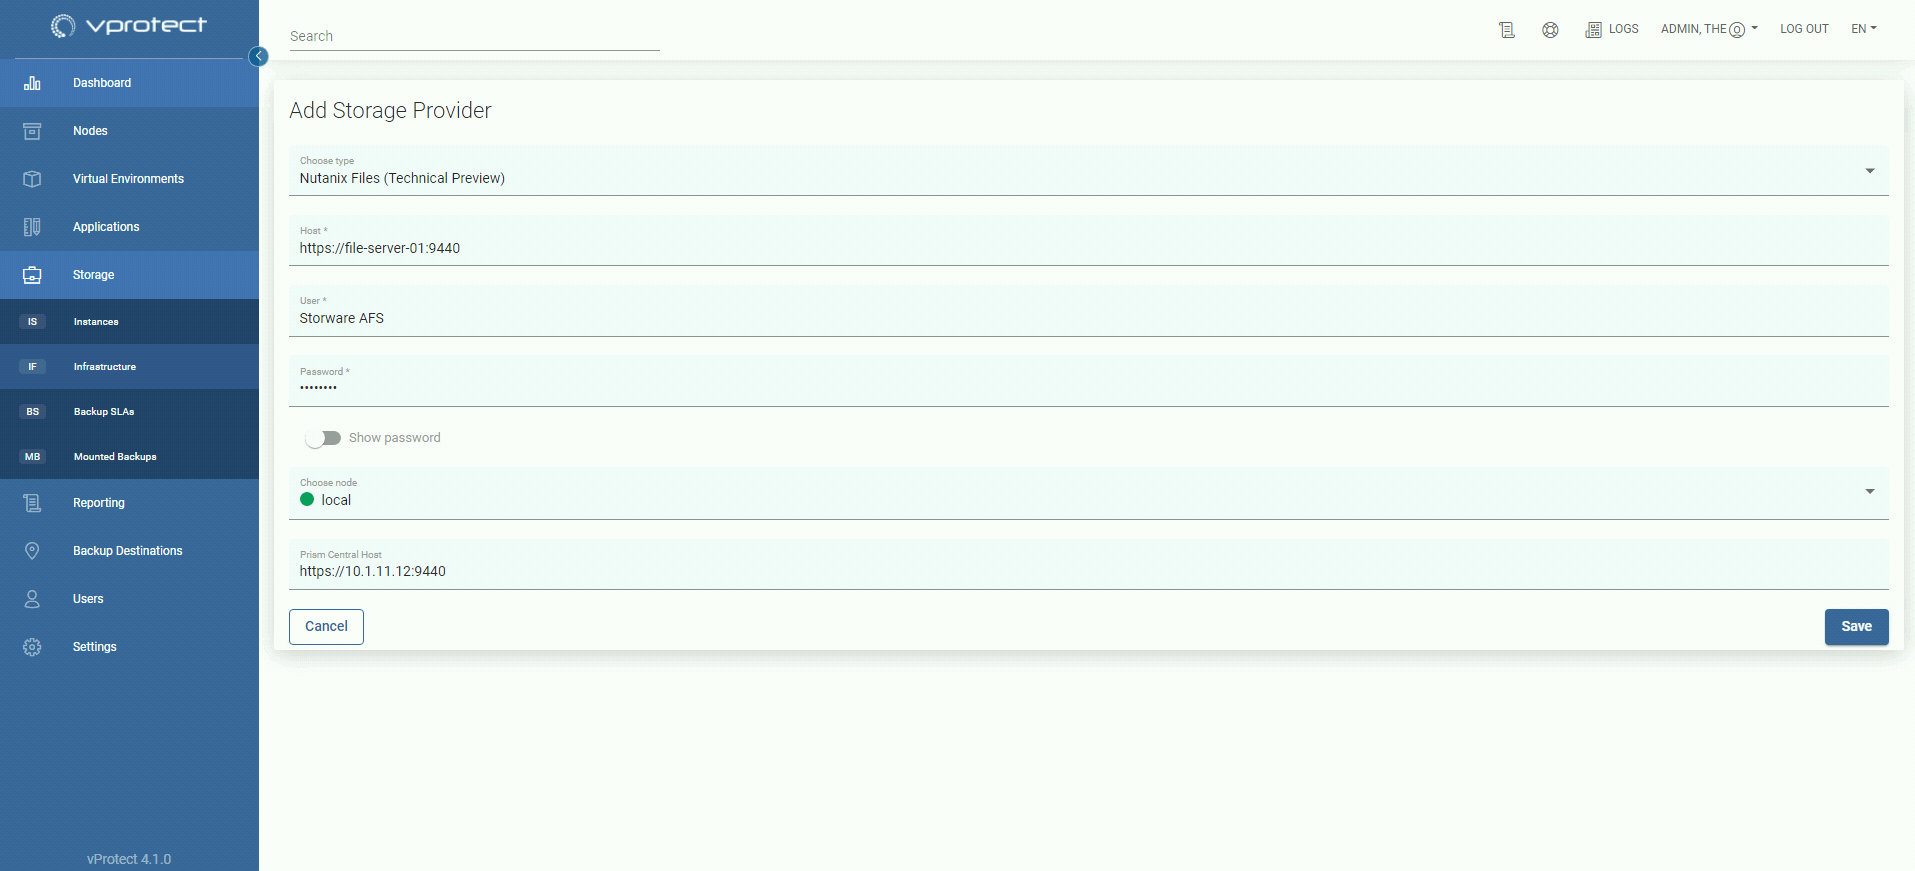 vprotect
Search
LOGS
ADMIN, THE
LOG OUT
EN
Dashboard
Nodes
Virtual Environments
Applications
Storage
IS Instances
IF Infrastructure
BS Backup SLAs
MB Mounted Backups
Reporting
Backup Destinations
Users
Settings
vProtect 4.1.0
Add Storage Provider
Choose type
Nutanix Files (Technical Preview)
Host *
https://file-server-01:9440
User *
Storware AFS
Password *
••••••••
Show password
Choose node
local
Prism Central Host
https://10.1.11.12:9440
Cancel
Save